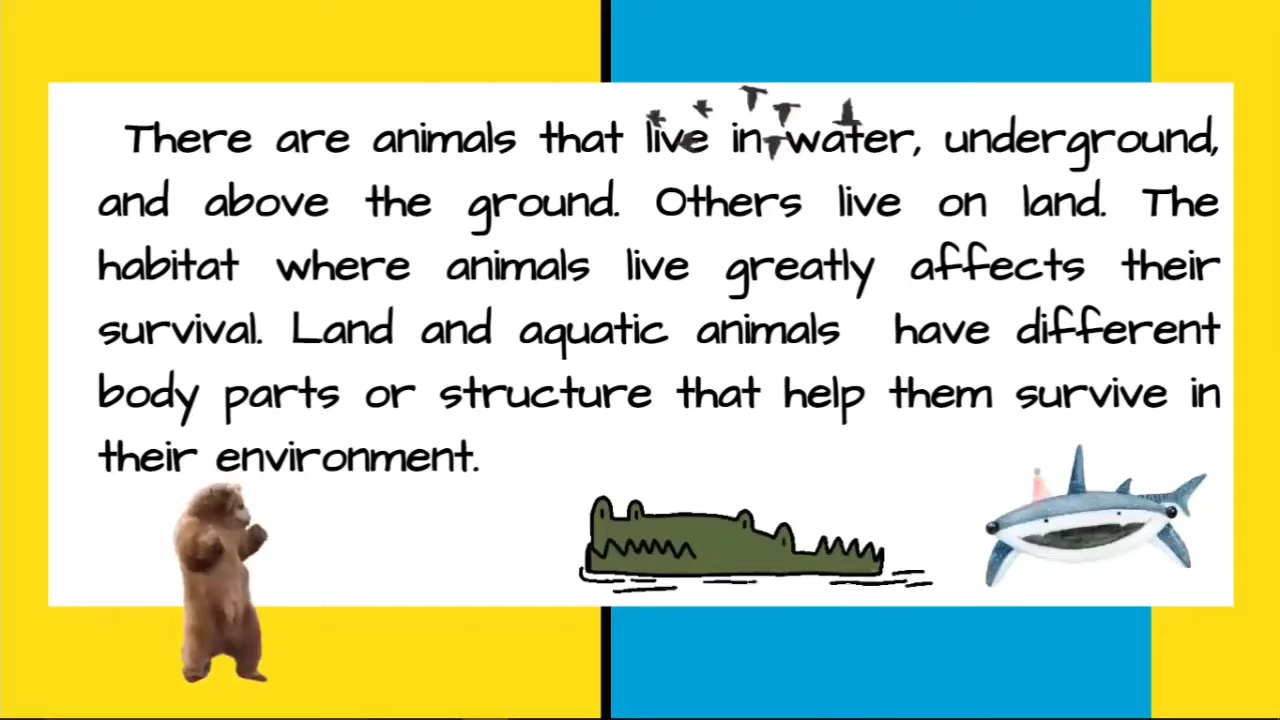 There are animals that live in water, underground,
and above the ground. Others live on land. The
habitat where animals live greatly affects their
survival. Land and aquatic animals have different
body parts or structure that help them survive in
their environment.